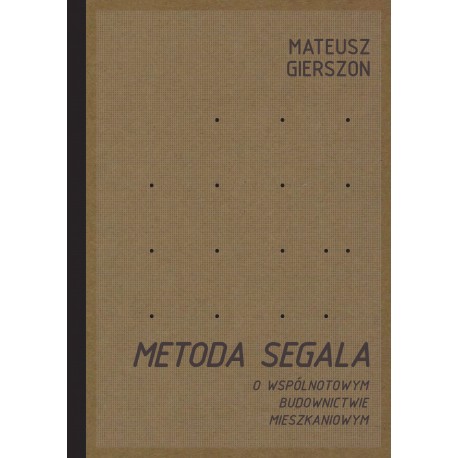 MATEUSZ
GIERSZON
METODA SEGALA
O WSPÓLNOTOWYM
BUDOWNICTWIE
MIESZKANIOWYM